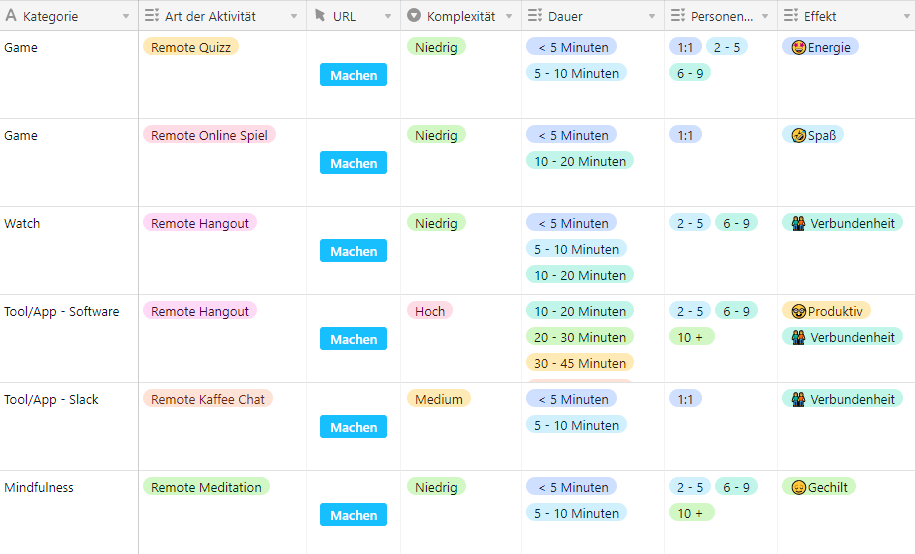 Kategorie Art der Aktivität URL Komplexität Dauer Personen... Effekt
Game Remote Quizz Niedrig < 5 Minuten 1:1 2 - 5 🤩Energie
Machen 5 - 10 Minuten 6 - 9
Game Remote Online Spiel Niedrig < 5 Minuten 1:1 🤣Spaß
Machen 10 - 20 Minuten
Watch Remote Hangout Niedrig < 5 Minuten 2 - 5 6 - 9 👬 Verbundenheit
Machen 5 - 10 Minuten
10 - 20 Minuten
Tool/App - Software Remote Hangout Hoch 10 - 20 Minuten 2 - 5 6 - 9 🤓Produktiv
Machen 20 - 30 Minuten 10 + 👬 Verbundenheit
30 - 45 Minuten
Tool/App - Slack Remote Kaffee Chat Medium < 5 Minuten 1:1 👬 Verbundenheit
Machen 5 - 10 Minuten
Mindfulness Remote Meditation Niedrig < 5 Minuten 2 - 5 6 - 9 😌Gechilt
Machen 5 - 10 Minuten 10 +